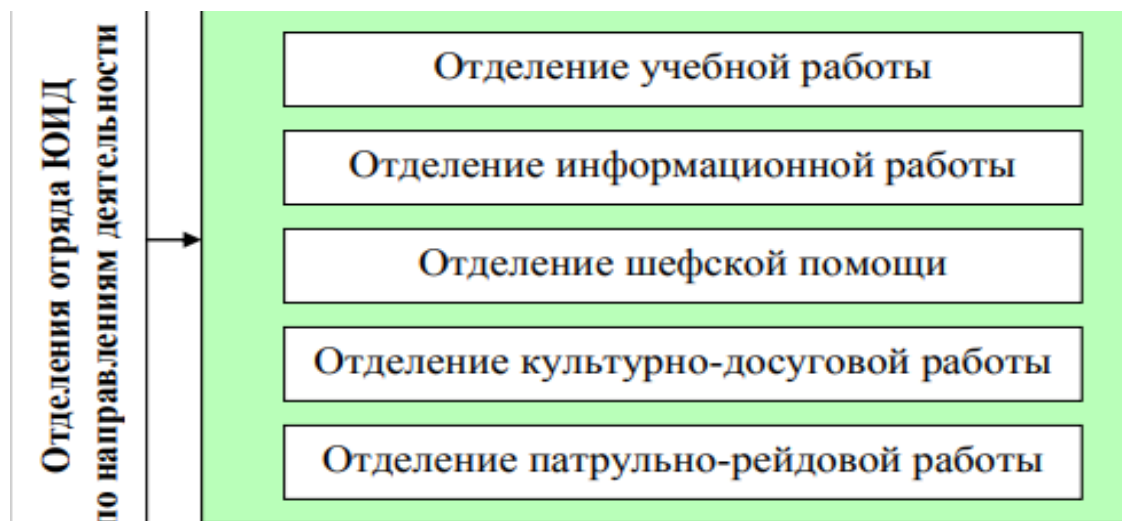 Отделения отряда ЮИД
по направлениям деятельности
Отделение учебной работы
Отделение информационной работы
Отделение шефской помощи
Отделение культурно-досуговой работы
Отделение патрульно-рейдовой работы